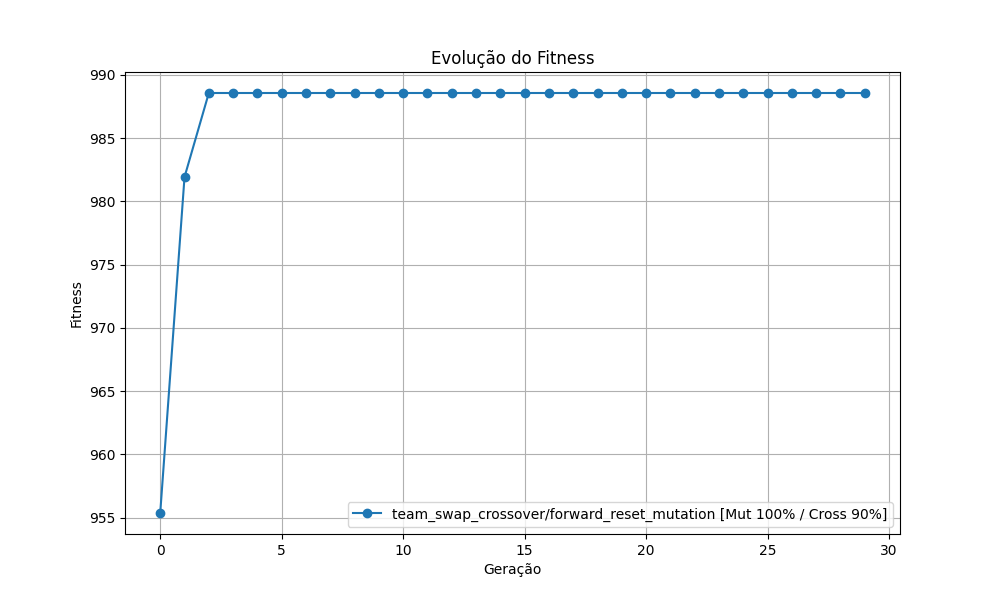 Evolução do Fitness
Fitness
990
985
980
975
970
965
960
955
team_swap_crossover/forward_reset_mutation [Mut 100% / Cross 90%]
0 5 10 15 20 25 30
Geração